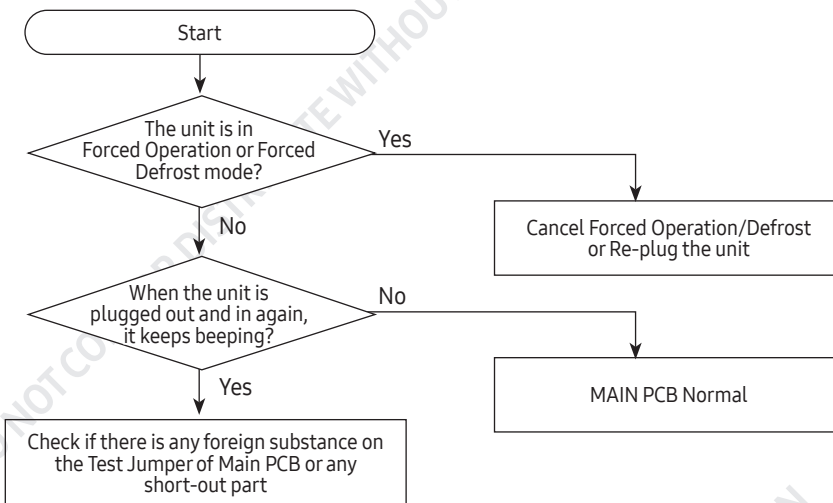 Start
The unit is in
Forced Operation or Forced
Defrost mode?
Yes
Cancel Forced Operation/Defrost
or Re-plug the unit
No
When the unit is
plugged out and in again,
it keeps beeping?
No
MAIN PCB Normal
Yes
Check if there is any foreign substance on
the Test Jumper of Main PCB or any
short-out part